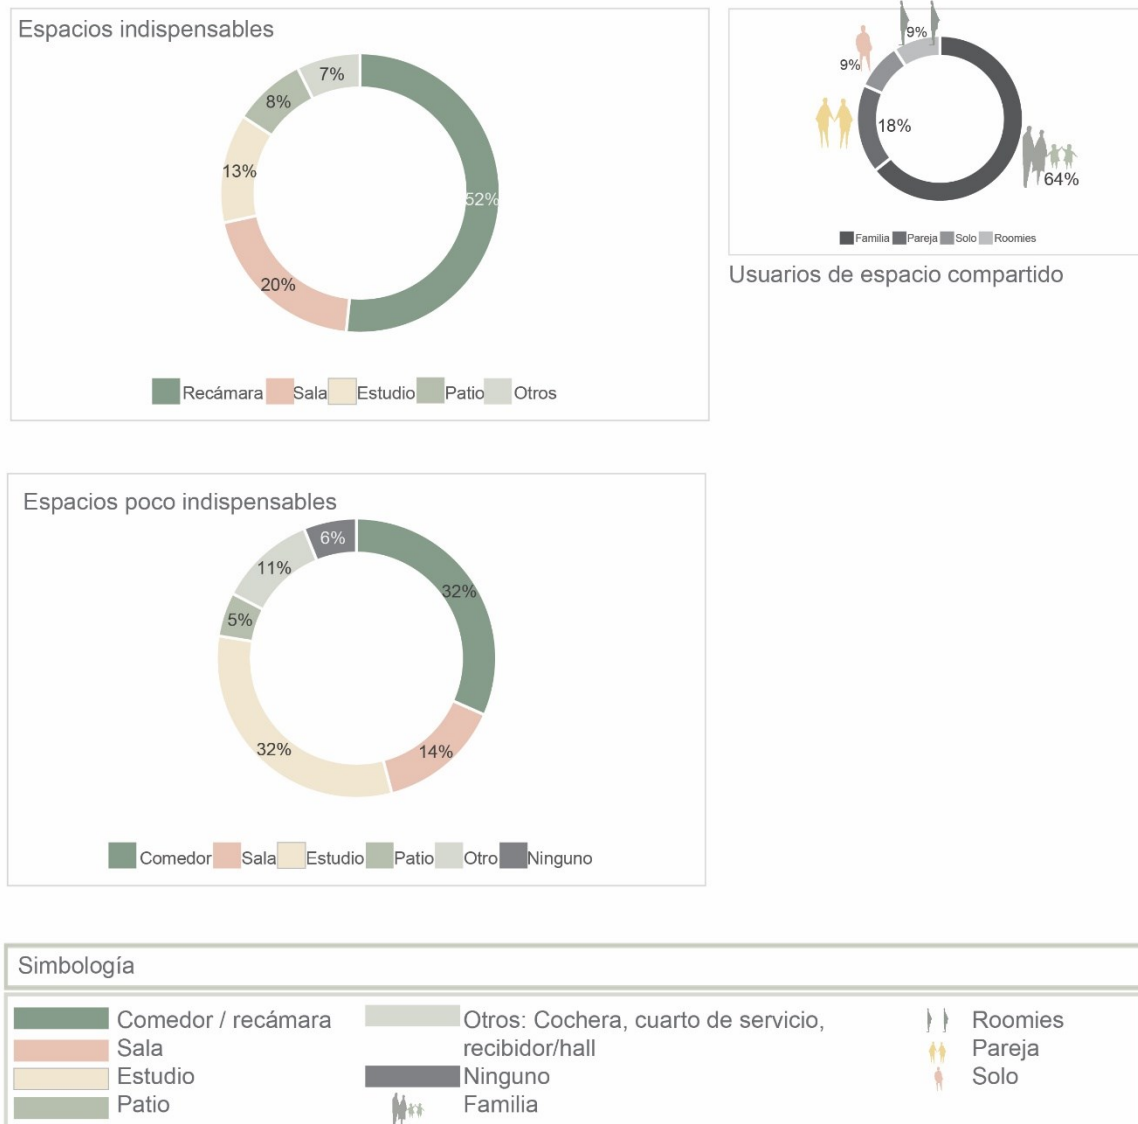 Espacios indispensables
7%
8%
13%
52%
20%
Recámara Sala Estudio Patio Otros
9%
9%
18%
64%
Familia Pareja Solo Roomies
Usuarios de espacio compartido
Espacios poco indispensables
6%
11%
32%
5%
32%
14%
Comedor Sala Estudio Patio Otro Ninguno
Simbología
Comedor / recámara
Sala
Estudio
Patio
Otros: Cochera, cuarto de servicio,
recibidor/hall
Ninguno
Familia
Roomies
Pareja
Solo